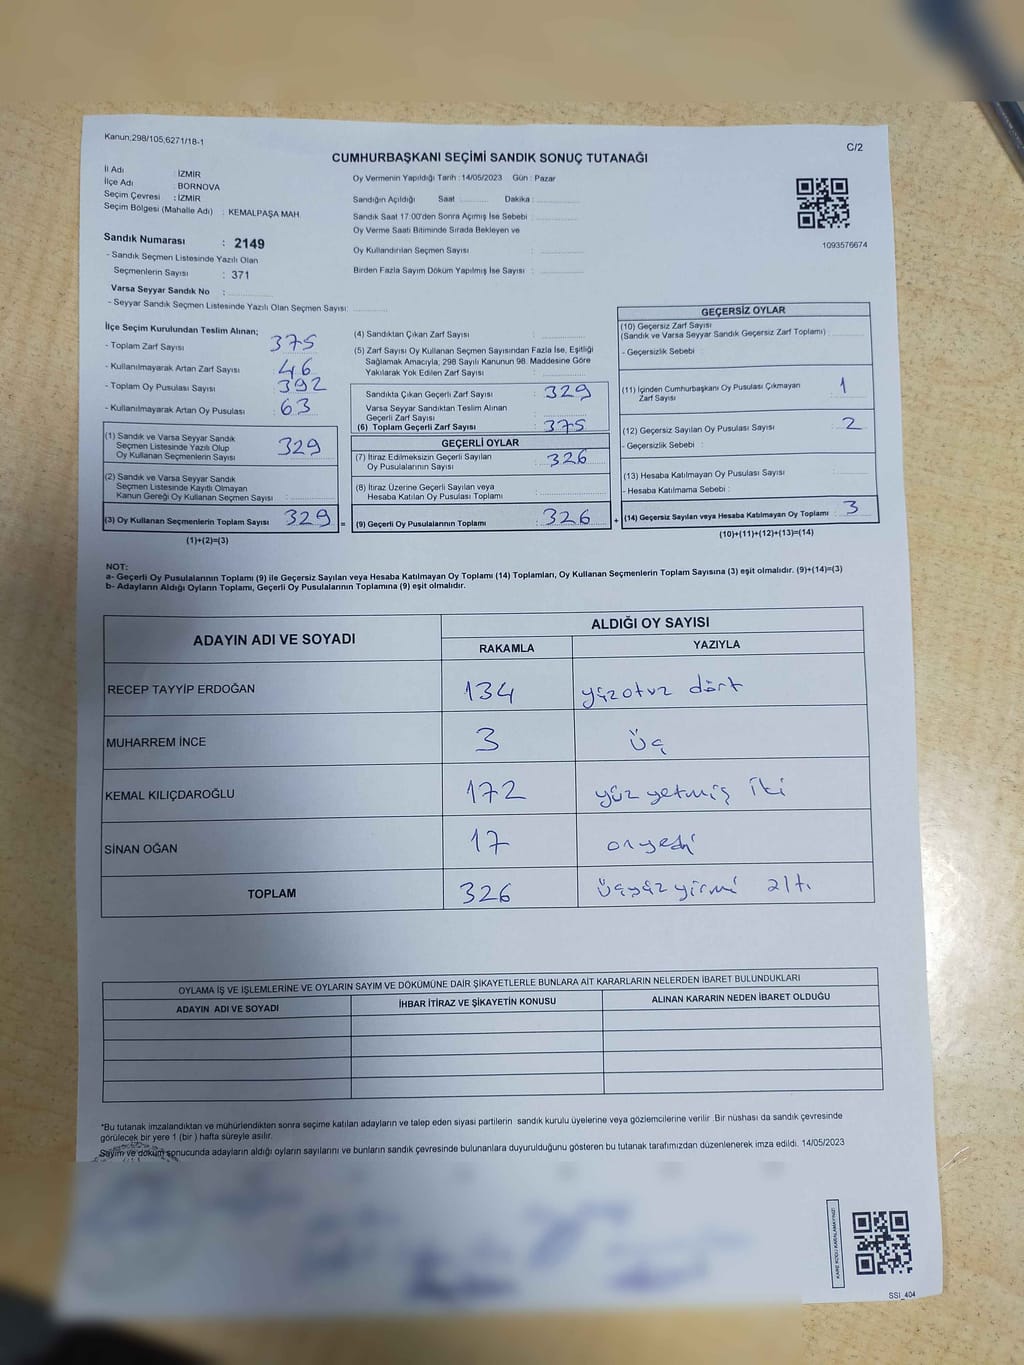 Kanun;298/105,6271/18-1
C/2
CUMHURBAŞKANI SEÇİMİ SANDIK SONUÇ TUTANAĞI
İl Adı : İZMİR
İlçe Adı : BORNOVA
Seçim Çevresi : İZMİR
Seçim Bölgesi (Mahalle Adı) : KEMALPAŞA MAH.
Sandık Numarası : 2149
- Sandık Seçmen Listesinde Yazılı Olan
Seçmenlerin Sayısı : 371
Varsa Seyyar Sandık No :
- Seyyar Sandık Seçmen Listesinde Yazılı Olan Seçmen Sayısı:
Oy Vermenin Yapıldığı Tarih : 14/05/2023 Gün : Pazar
Sandığın Açıldığı Saat Dakika
Sandık Saat 17:00'den Sonra Açımış İse Sebebi :
Oy Verme Saati Bitiminde Sırada Bekleyen ve
Oy Kullandırılan Seçmen Sayısı :
Birden Fazla Sayım Döküm Yapılmış İse Sayısı :
1093576674
İlçe Seçim Kurulundan Teslim Alınan;
- Toplam Zarf Sayısı : 375
- Kullanılmayarak Artan Zarf Sayısı : 46
- Toplam Oy Pusulası Sayısı : 392
- Kullanılmayarak Artan Oy Pusulası : 63
(1) Sandık ve Varsa Seyyar Sandık
Seçmen Listesinde Yazılı Olup
Oy Kullanan Seçmenlerin Sayısı : 329
(2) Sandık ve Varsa Seyyar Sandık
Seçmen Listesinde Kayıtlı Olmayan
Kanun Gereği Oy Kullanan Seçmen Sayısı :
(3) Oy Kullanan Seçmenlerin Toplam Sayısı : 329 =
(1)+(2)=(3)
(4) Sandıktan Çıkan Zarf Sayısı :
(5) Zarf Sayısı Oy Kullanan Seçmen Sayısından Fazla İse, Eşitliği
Sağlamak Amacıyla, 298 Sayılı Kanunun 98. Maddesine Göre
Yakılarak Yok Edilen Zarf Sayısı :
Sandıkta Çıkan Geçerli Zarf Sayısı : 329
Varsa Seyyar Sandıktan Teslim Alınan
Geçerli Zarf Sayısı :
(6) Toplam Geçerli Zarf Sayısı : 375
GEÇERLİ OYLAR
(7) İtiraz Edilmeksizin Geçerli Sayılan
Oy Pusulalarının Sayısı : 326
(8) İtiraz Üzerine Geçerli Sayılan veya
Hesaba Katılan Oy Pusulası Toplamı :
(9) Geçerli Oy Pusulalarının Toplamı : 326 +
GEÇERSİZ OYLAR
(10) Geçersiz Zarf Sayısı
(Sandık ve Varsa Seyyar Sandık Geçersiz Zarf Toplamı) :
- Geçersizlik Sebebi :
(11) İçinden Cumhurbaşkanı Oy Pusulası Çıkmayan
Zarf Sayısı : 1
(12) Geçersiz Sayılan Oy Pusulası Sayısı : 2
- Geçersizlik Sebebi :
(13) Hesaba Katılmayan Oy Pusulası Sayısı :
- Hesaba Katılmama Sebebi :
(14) Geçersiz Sayılan veya Hesaba Katılmayan Oy Toplamı : 3
(10)+(11)+(12)+(13)=(14)
NOT:
a- Geçerli Oy Pusulalarının Toplamı (9) ile Geçersiz Sayılan veya Hesaba Katılmayan Oy Toplamı (14) Toplamları, Oy Kullanan Seçmenlerin Toplam Sayısına (3) eşit olmalıdır. (9)+(14)=(3)
b- Adayların Aldığı Oyların Toplamı, Geçerli Oy Pusulalarının Toplamına (9) eşit olmalıdır.
ADAYIN ADI VE SOYADI
ALDIĞI OY SAYISI
RAKAMLA YAZIYLA
RECEP TAYYİP ERDOĞAN 134 yüzotuz dört
MUHARREM İNCE 3 üç
KEMAL KILIÇDAROĞLU 172 yüz yetmiş iki
SİNAN OĞAN 17 onyedi
TOPLAM 326 üçyüz yirmi altı
OYLAMA İŞ VE İŞLEMLERİNE VE OYLARIN SAYIM VE DÖKÜMÜNE DAİR ŞİKAYETLERLE BUNLARA AİT KARARLARIN NELERDEN İBARET BULUNDUKLARI
ADAYIN ADI VE SOYADI İHBAR İTİRAZ VE ŞİKAYETİN KONUSU ALINAN KARARIN NEDEN İBARET OLDUĞU
*Bu tutanak imzalandıktan ve mühürlendikten sonra seçime katılan adayların ve talep eden siyasi partilerin sandık kurulu üyelerine veya gözlemcilerine verilir .Bir nüshası da sandık çevresinde
görülecek bir yere 1 (bir ) hafta süreyle asılır.
Sayım ve döküm sonucunda adayların aldığı oyların sayılarını ve bunların sandık çevresinde bulunanlara duyurulduğunu gösteren bu tutanak tarafımızdan düzenlenerek imza edildi. 14/05/2023
KARE KODU KARALAMAYINIZ!
SSI_404